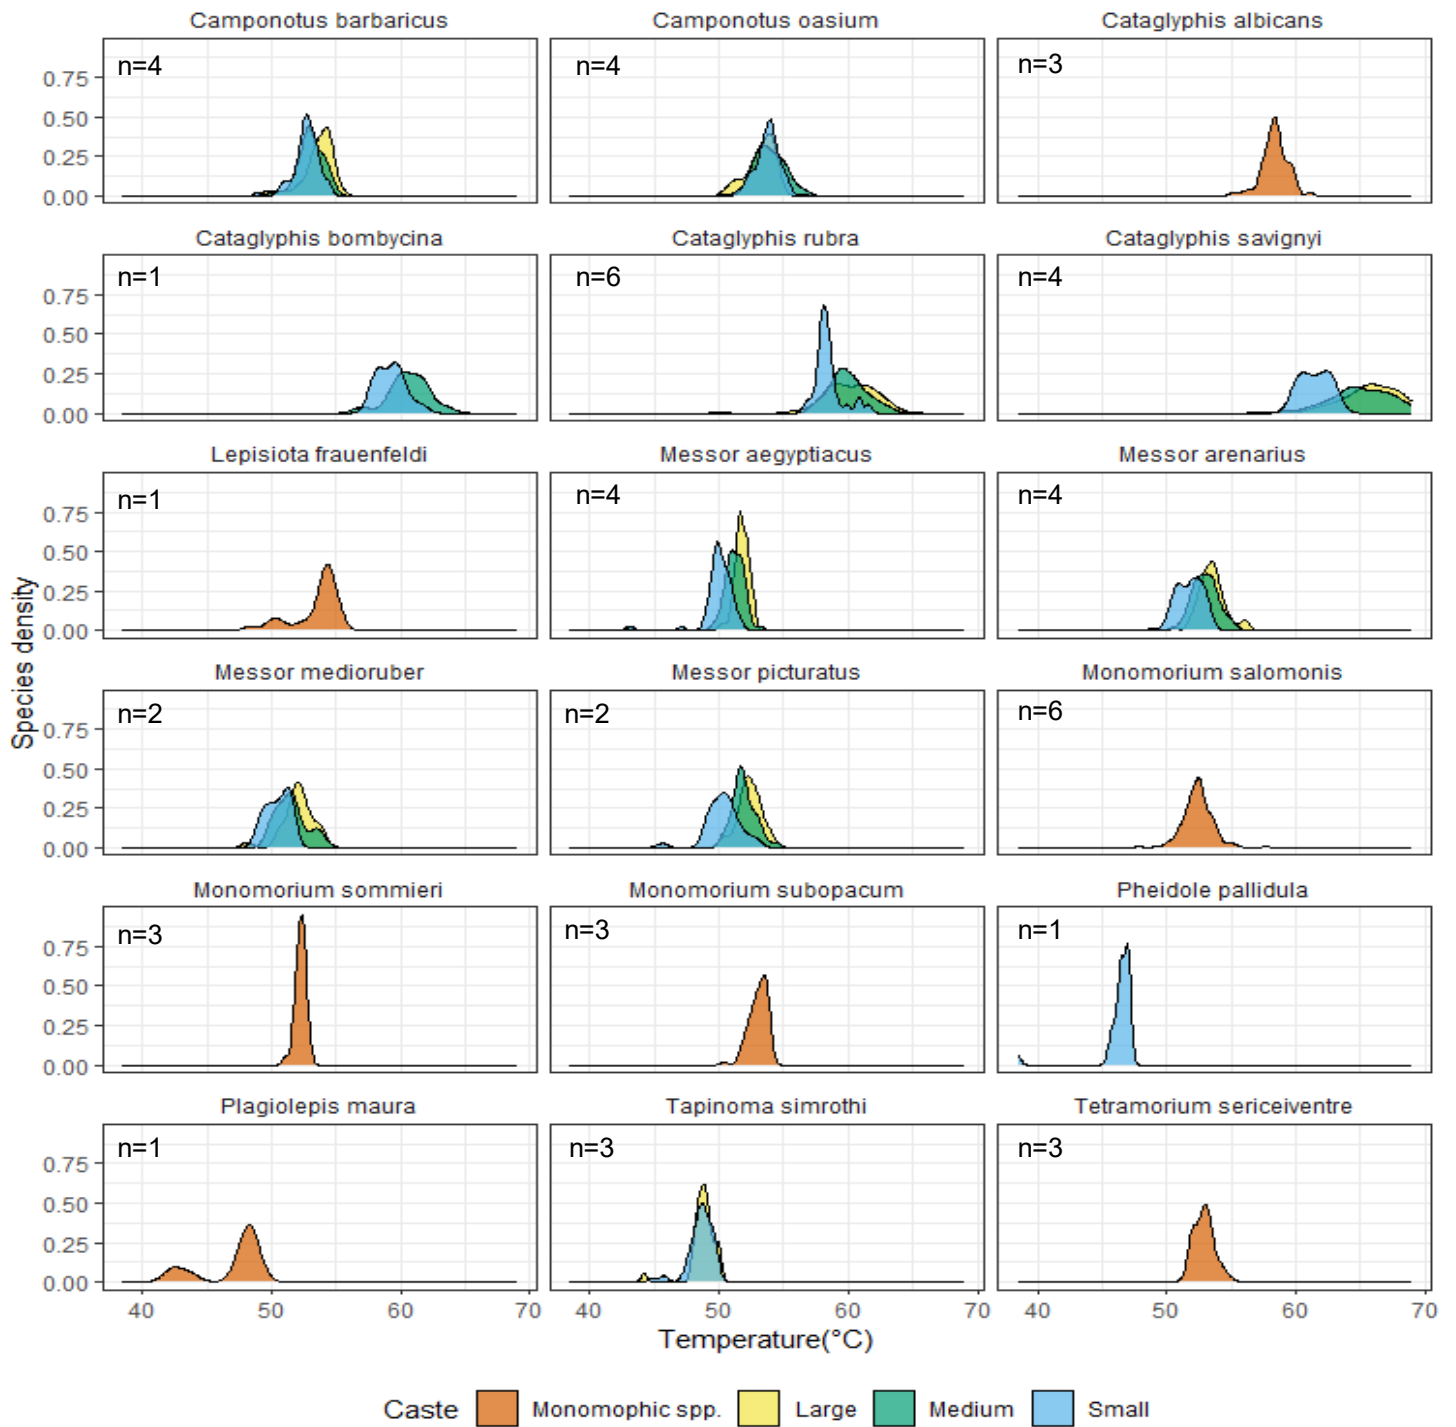 Camponotus barbaricus Camponotus oasium Cataglyphis albicans
n=4 n=4 n=3
0.75
0.50
0.25
0.00
Cataglyphis bombycina Cataglyphis rubra Cataglyphis savignyi
n=1 n=6 n=4
0.75
0.50
0.25
0.00
Lepisiota frauenfeldi Messor aegyptiacus Messor arenarius
n=1 n=4 n=4
0.75
0.50
0.25
0.00
Species density
Messor medioruber Messor picturatus Monomorium salomonis
n=2 n=2 n=6
0.75
0.50
0.25
0.00
Monomorium sommieri Monomorium subopacum Pheidole pallidula
n=3 n=3 n=1
0.75
0.50
0.25
0.00
Plagiolepis maura Tapinoma simrothi Tetramorium sericeiventre
n=1 n=3 n=3
0.75
0.50
0.25
0.00
40 50 60 70 40 50 60 70 40 50 60 70
Temperature(°C)
Caste Monomophic spp. Large Medium Small